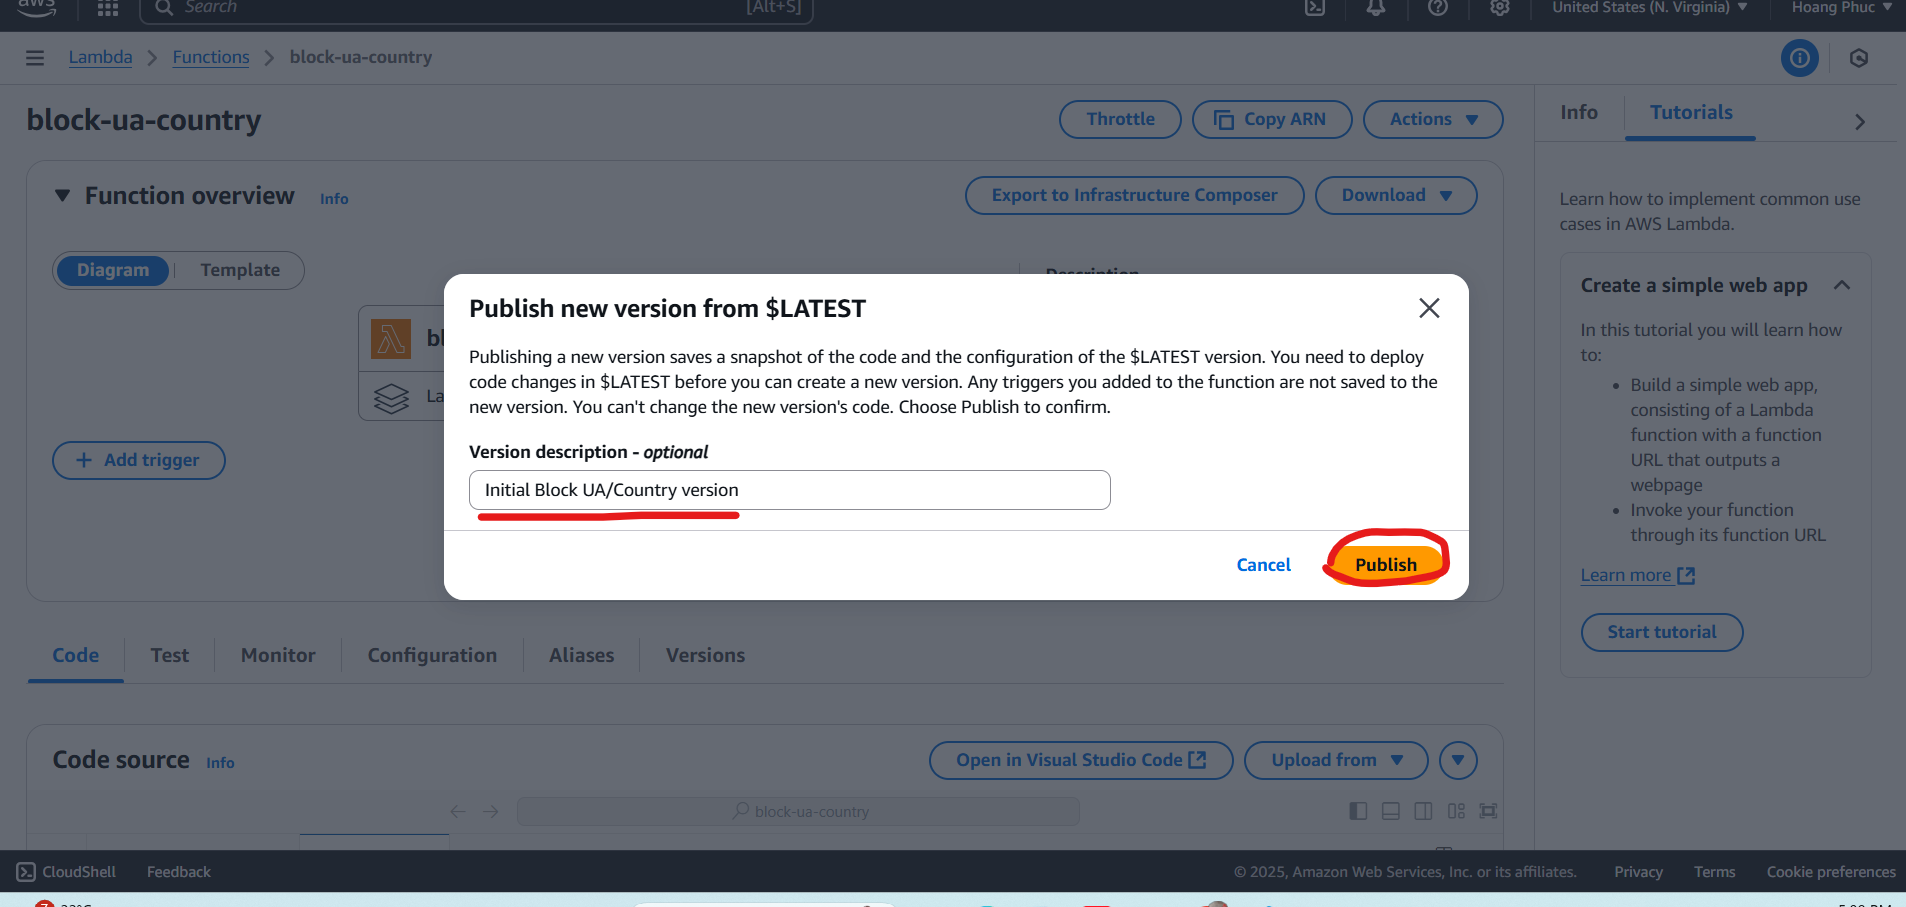 aws
Search
[Alt+S]
United States (N. Virginia)
Hoang Phuc
Lambda
Functions
block-ua-country
block-ua-country
Throttle
Copy ARN
Actions
Info
Tutorials
Function overview
Info
Export to Infrastructure Composer
Download
Learn how to implement common use
cases in AWS Lambda.
Diagram
Template
Description
Create a simple web app
In this tutorial you will learn how
to:
Build a simple web app,
consisting of a Lambda
function with a function
URL that outputs a
webpage
Invoke your function
through its function URL
Learn more
Start tutorial
bl
La
Add trigger
Publish new version from $LATEST
Publishing a new version saves a snapshot of the code and the configuration of the $LATEST version. You need to deploy
code changes in $LATEST before you can create a new version. Any triggers you added to the function are not saved to the
new version. You can't change the new version's code. Choose Publish to confirm.
Version description - optional
Initial Block UA/Country version
Cancel
Publish
Code
Test
Monitor
Configuration
Aliases
Versions
Code source
Info
Open in Visual Studio Code
Upload from
block-ua-country
CloudShell
Feedback
© 2025, Amazon Web Services, Inc. or its affiliates.
Privacy
Terms
Cookie preferences